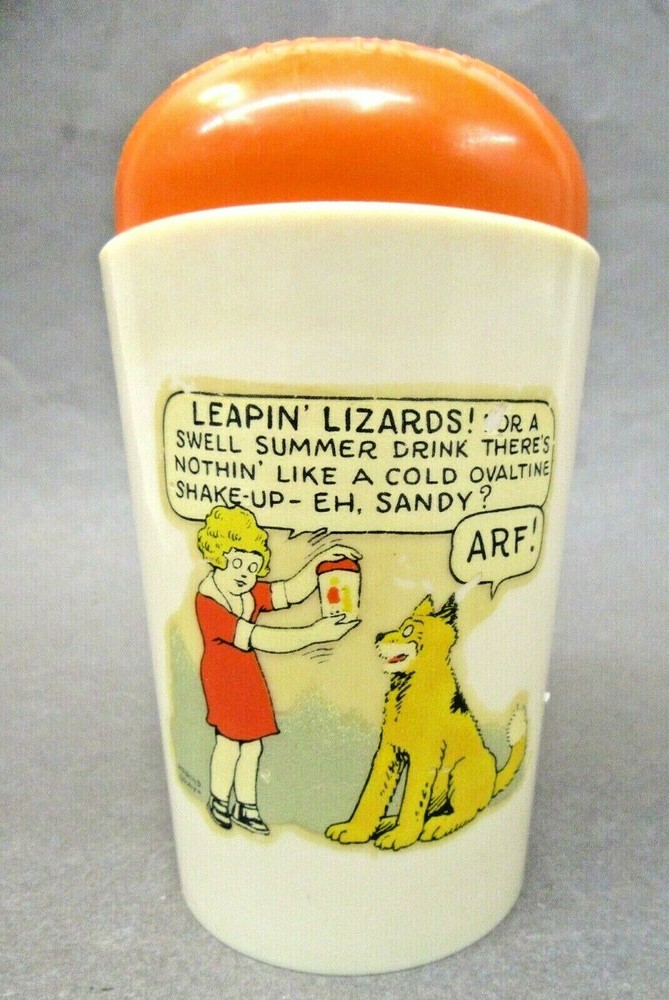 LEAPIN' LIZARDS! FOR A
SWELL SUMMER DRINK THERE'S
NOTHIN' LIKE A COLD OVALTINE
SHAKE-UP - EH, SANDY?
ARF!